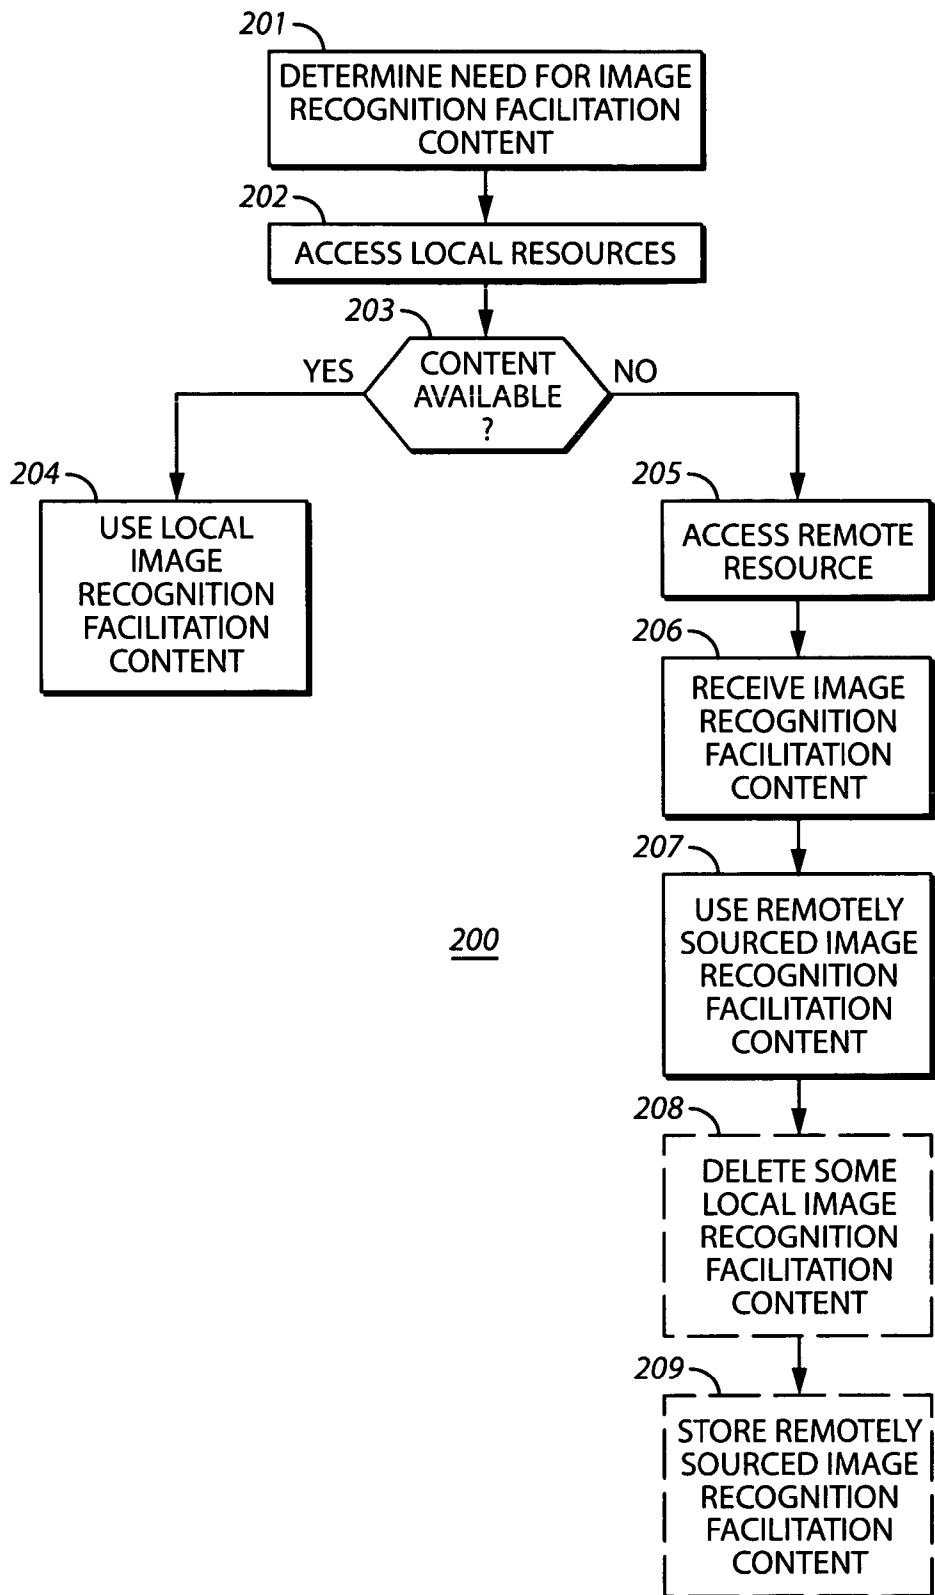 201
DETERMINE NEED FOR IMAGE
RECOGNITION FACILITATION
CONTENT
202
ACCESS LOCAL RESOURCES
203
CONTENT
AVAILABLE
?
YES
NO
204
USE LOCAL
IMAGE
RECOGNITION
FACILITATION
CONTENT
205
ACCESS REMOTE
RESOURCE
206
RECEIVE IMAGE
RECOGNITION
FACILITATION
CONTENT
207
USE REMOTELY
SOURCED IMAGE
RECOGNITION
FACILITATION
CONTENT
200
208
DELETE SOME
LOCAL IMAGE
RECOGNITION
FACILITATION
CONTENT
209
STORE REMOTELY
SOURCED IMAGE
RECOGNITION
FACILITATION
CONTENT